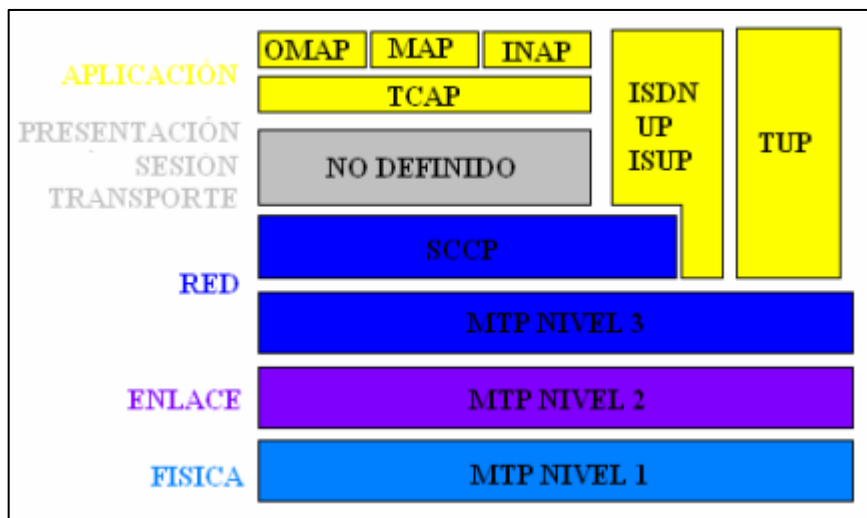 OMAP MAP INAP
APLICACIÓN
TCAP
ISDN
UP
ISUP
TUP
PRESENTACIÓN
SESIÓN
TRANSPORTE
NO DEFINIDO
SCCP
RED
MTP NIVEL 3
ENLACE
MTP NIVEL 2
FISICA
MTP NIVEL 1